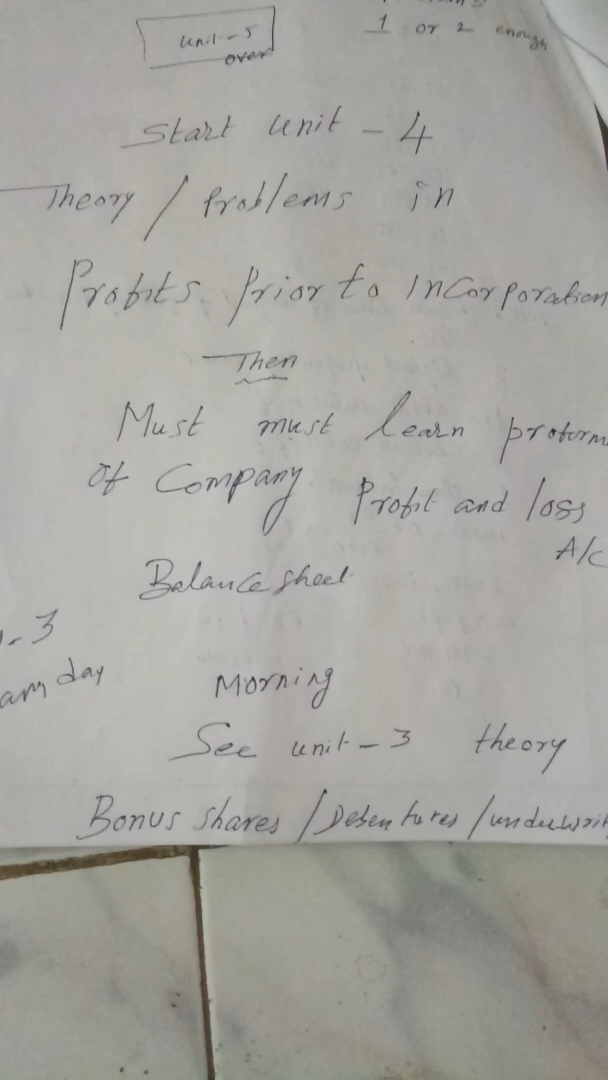 Unit-5
over
1 or 2 enough
Start unit - 4
Theory / Problems in
Profits Prior to Incorporation
Then
Must must learn proform
of Company Profit and loss
A/c
Balance sheet
- 3
day
Morning
See unit - 3 theory
Bonus shares / Debentures / underwrit